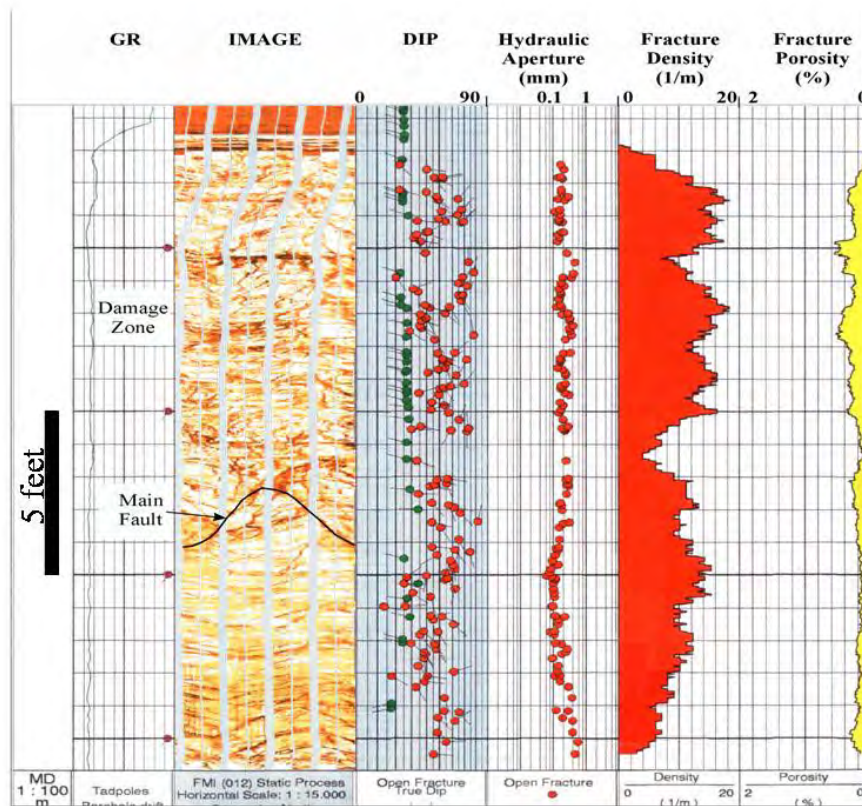 GR
IMAGE
DIP
Hydraulic
Aperture
(mm)
Fracture
Density
(1/m)
Fracture
Porosity
(%)
0 90
0.1 1
0 20
2 0
Damage
Zone
5 feet
Main
Fault
MD
1 : 100
m
Tadpoles
FMI (012) Static Process
Horizontal Scale: 1 : 15.000
Open Fracture
True Dip
Open Fracture
Density
0 20
(1/m)
Porosity
2 0
(%)